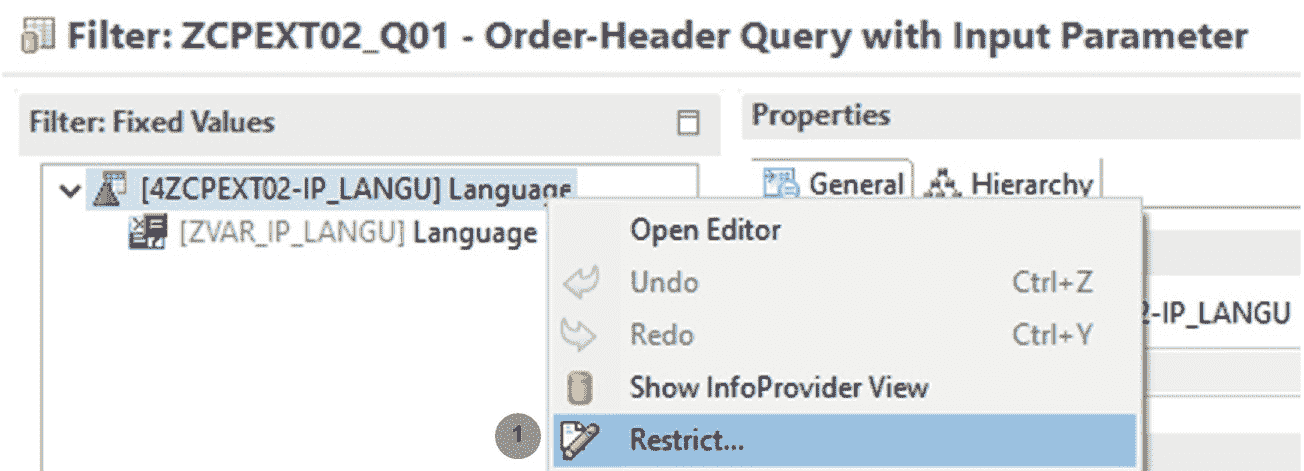 Filter: ZCPEXT02_Q01 - Order-Header Query with Input Parameter
Filter: Fixed Values
Properties
[4ZCPEXT02-IP_LANGU] Language
General
Hierarchy
[ZVAR_IP_LANGU] Language
Open Editor
Undo Ctrl+Z
2-IP_LANGU
Redo Ctrl+Y
Show InfoProvider View
1 Restrict...